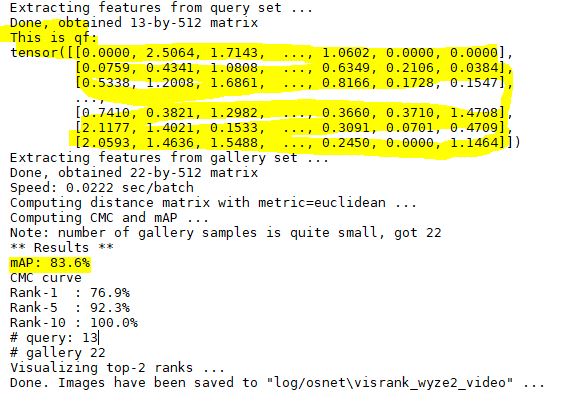 Extracting features from query set ...
Done, obtained 13-by-512 matrix
This is qf:
tensor([[0.0000, 2.5064, 1.7143,  ..., 1.0602, 0.0000, 0.0000],
        [0.0759, 0.4341, 1.0808,  ..., 0.6349, 0.2106, 0.0384],
        [0.5338, 1.2008, 1.6861,  ..., 0.8166, 0.1728, 0.1547],
        ...,
        [0.7410, 0.3821, 1.2982,  ..., 0.3660, 0.3710, 1.4708],
        [2.1177, 1.4021, 0.1533,  ..., 0.3091, 0.0701, 0.4709],
        [2.0593, 1.4636, 1.5488,  ..., 0.2450, 0.0000, 1.1464]])
Extracting features from gallery set ...
Done, obtained 22-by-512 matrix
Speed: 0.0222 sec/batch
Computing distance matrix with metric=euclidean ...
Computing CMC and mAP ...
Note: number of gallery samples is quite small, got 22
** Results **
mAP: 83.6%
CMC curve
Rank-1  : 76.9%
Rank-5  : 92.3%
Rank-10 : 100.0%
# query: 13
# gallery 22
Visualizing top-2 ranks ...
Done. Images have been saved to "log/osnet\visrank_wyze2_video" ...